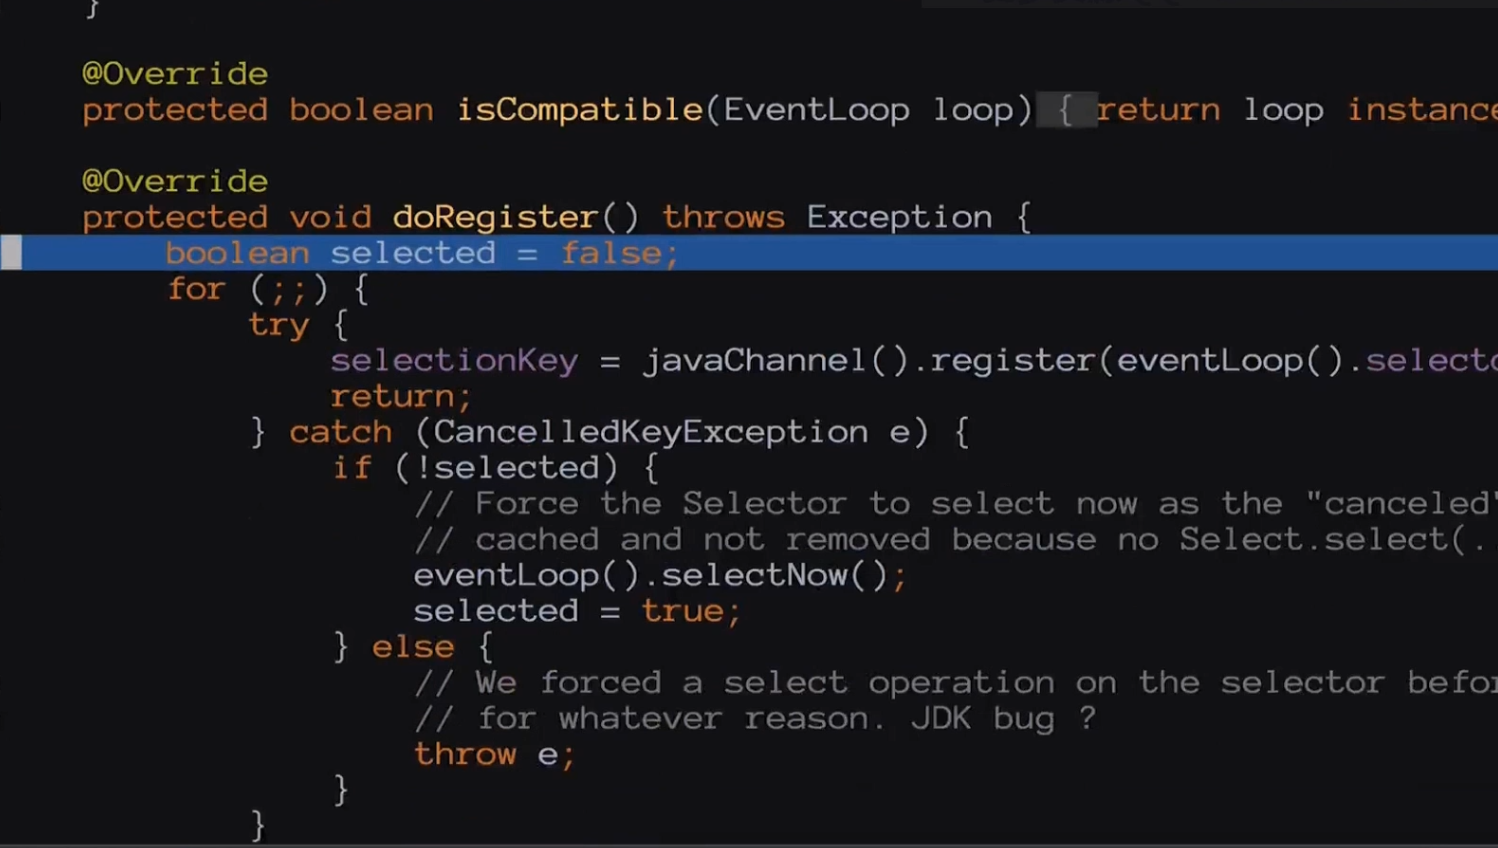 }
@Override
protected boolean isCompatible(EventLoop loop) { return loop instance
@Override
protected void doRegister() throws Exception {
boolean selected = false;
for (;;) {
try {
selectionKey = javaChannel().register(eventLoop().selecto
return;
} catch (CancelledKeyException e) {
if (!selected) {
// Force the Selector to select now as the "canceled"
// cached and not removed because no Select.select(..
eventLoop().selectNow();
selected = true;
} else {
// We forced a select operation on the selector befor
// for whatever reason. JDK bug ?
throw e;
}
}